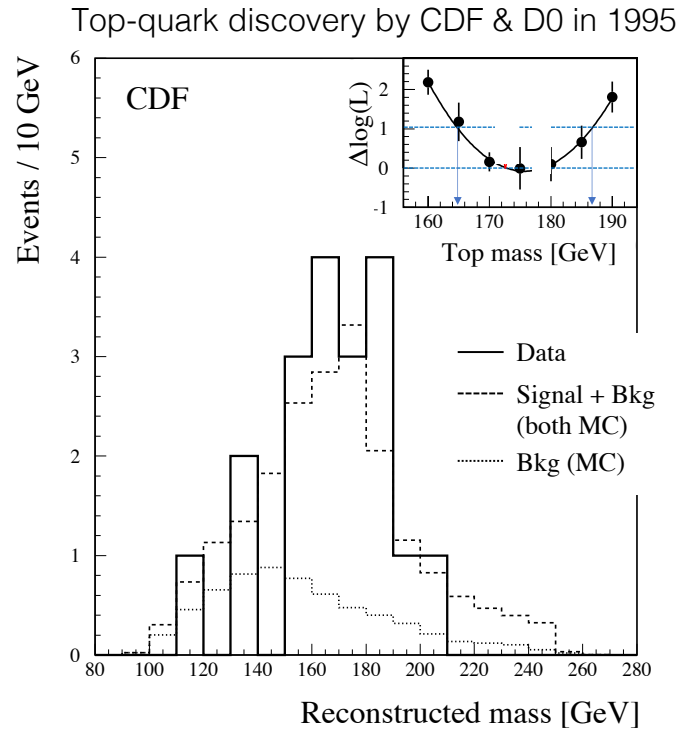 Top-quark discovery by CDF & D0 in 1995
Events / 10 GeV
6
5
4
3
2
1
0
80 100 120 140 160 180 200 220 240 260 280
Reconstructed mass [GeV]
CDF
Δlog(L)
2
1
0
-1
160 170 180 190
Top mass [GeV]
Data
Signal + Bkg
(both MC)
Bkg (MC)